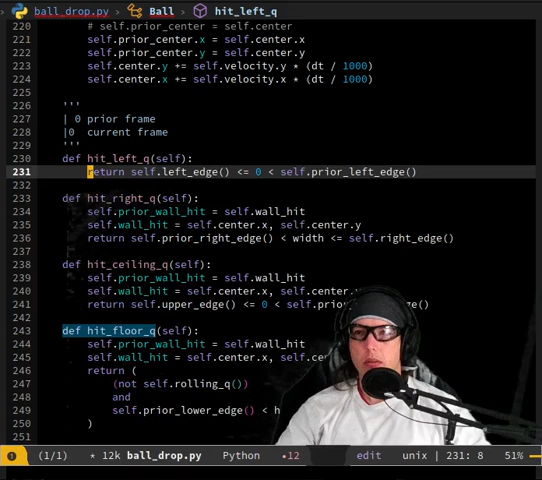 ball_drop.py > Ball > hit_left_q
220 # self.prior_center = self.center
221 self.prior_center.x = self.center.x
222 self.prior_center.y = self.center.y
223 self.center.y += self.velocity.y * (dt / 1000)
224 self.center.x += self.velocity.x * (dt / 1000)
225
226 '''
227 | 0 prior frame
228 |0 current frame
229 '''
230 def hit_left_q(self):
231 return self.left_edge() <= 0 < self.prior_left_edge()
232
233 def hit_right_q(self):
234 self.prior_wall_hit = self.wall_hit
235 self.wall_hit = self.center.x, self.center.y
236 return self.prior_right_edge() < width <= self.right_edge()
237
238 def hit_ceiling_q(self):
239 self.prior_wall_hit = self.wall_hit
240 self.wall_hit = self.center.x, self.center.y
241 return self.upper_edge() <= 0 < self.prio dge()
242
243 def hit_floor_q(self):
244 self.prior_wall_hit = self.wall_hit
245 self.wall_hit = self.center.x, self.cen
246 return (
247 (not self.rolling_q())
248 and
249 self.prior_lower_edge() < h
250 )
251
(1/1) * 12k ball_drop.py Python •12 edit unix | 231: 8 51%